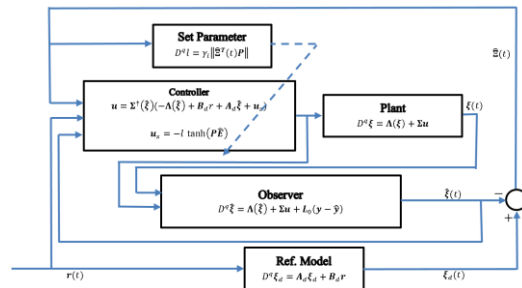 Set Parameter
D^q l = γ_l ‖Ξ̃^T(t)P‖
Ξ̃(t)
Controller
u = Σ^†(ξ̂)(−Λ(ξ̂) + B_d r + A_d ξ̂ + u_s)
u_s = −l tanh(PẼ)
Plant
D^q ξ = Λ(ξ) + Σu
ξ(t)
Observer
D^q ξ̂ = Λ(ξ̂) + Σu + L_0(y − ŷ)
ξ̂(t)
−
+
Ref. Model
D^q ξ_d = A_d ξ_d + B_d r
r(t)
ξ_d(t)